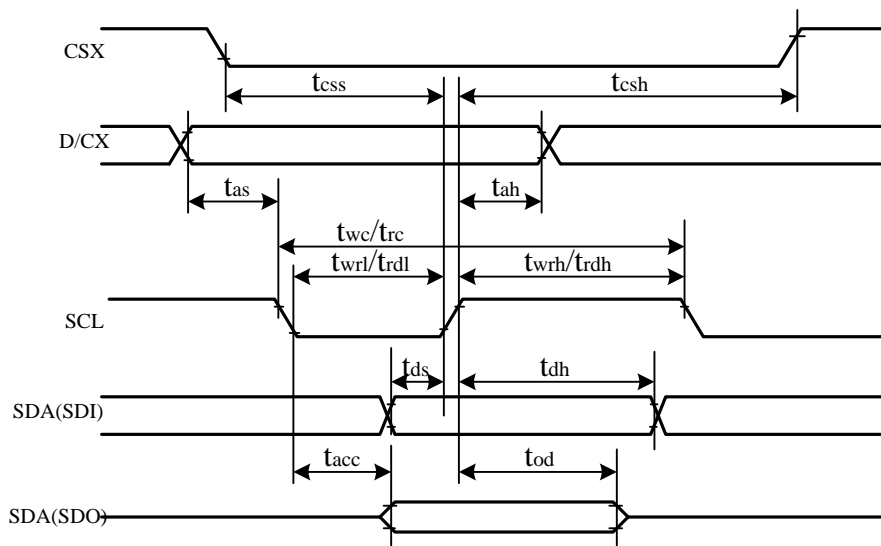 CSX
tcss
tcsh
D/CX
tas
tah
twc/trc
twrl/trdl
twrh/trdh
SCL
tds
tdh
SDA(SDI)
tacc
tod
SDA(SDO)